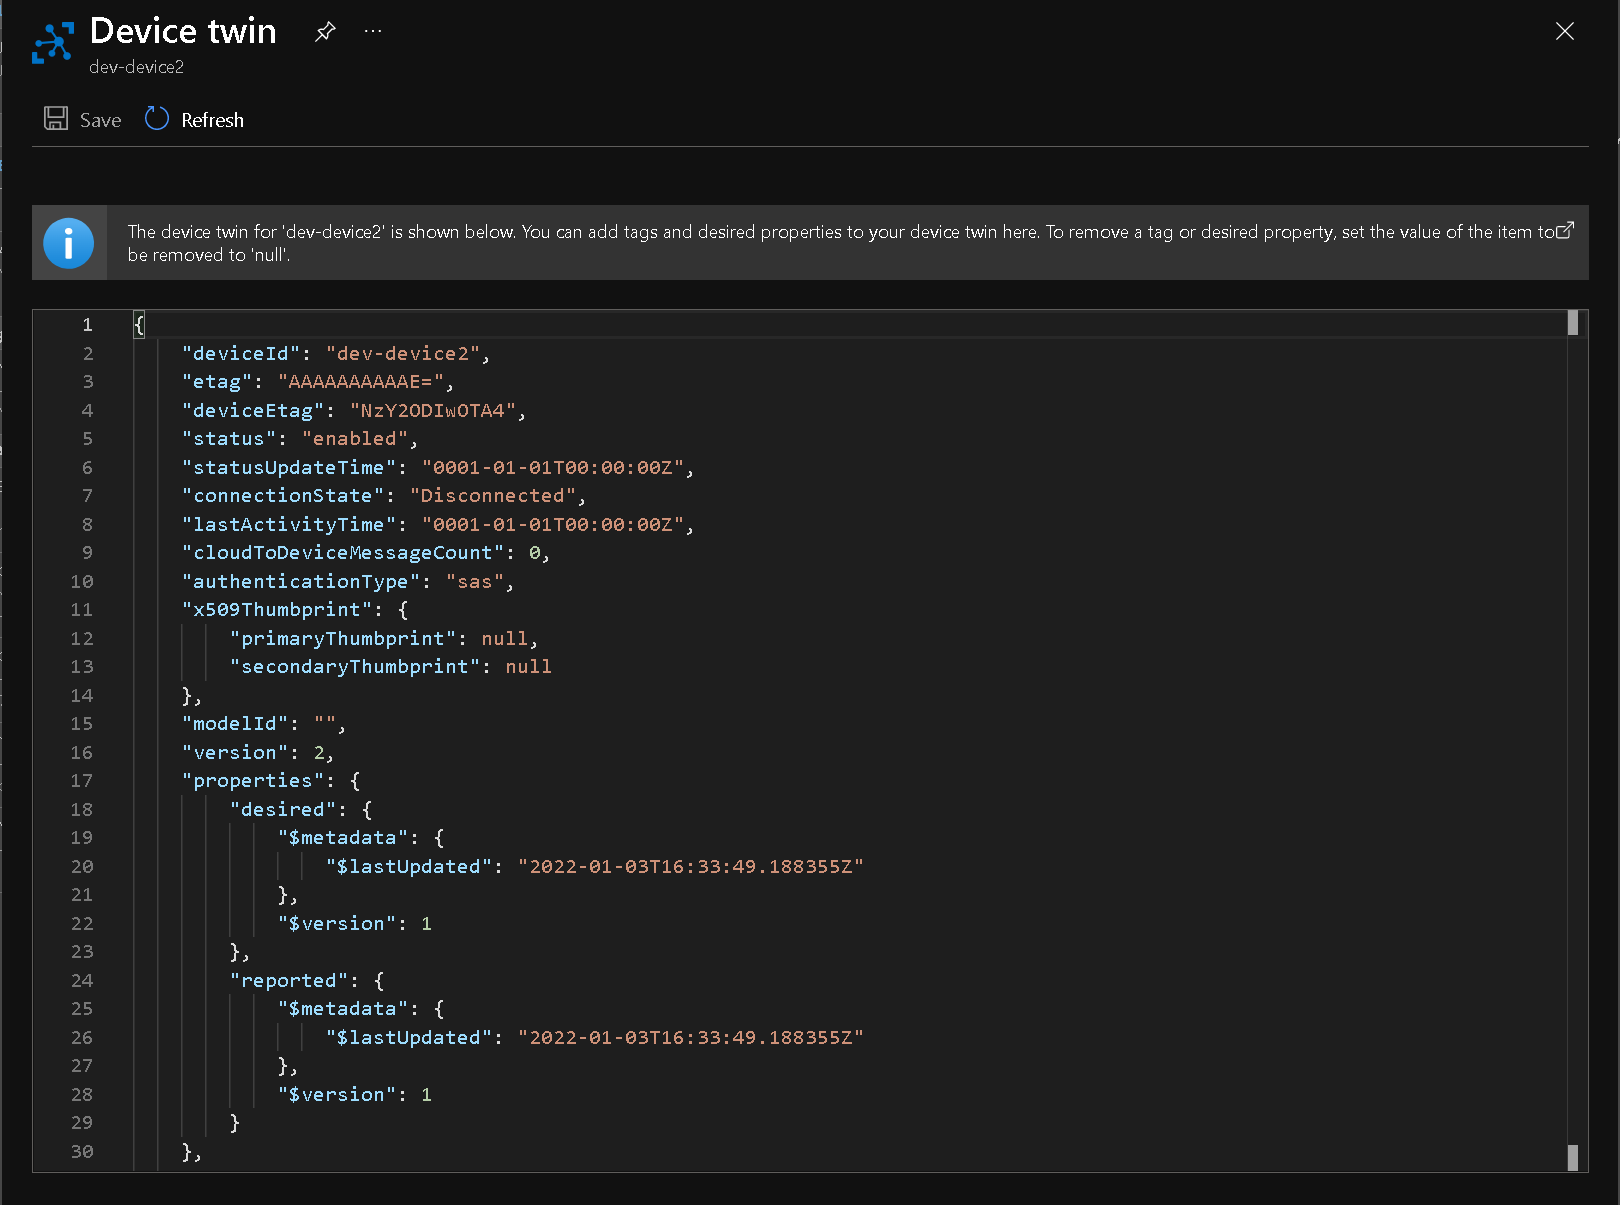 Device twin
dev-device2
Save Refresh
The device twin for 'dev-device2' is shown below. You can add tags and desired properties to your device twin here. To remove a tag or desired property, set the value of the item to
be removed to 'null'.
1 {
2 "deviceId": "dev-device2",
3 "etag": "AAAAAAAAAAE=",
4 "deviceEtag": "NzY2ODIwOTA4",
5 "status": "enabled",
6 "statusUpdateTime": "0001-01-01T00:00:00Z",
7 "connectionState": "Disconnected",
8 "lastActivityTime": "0001-01-01T00:00:00Z",
9 "cloudToDeviceMessageCount": 0,
10 "authenticationType": "sas",
11 "x509Thumbprint": {
12 "primaryThumbprint": null,
13 "secondaryThumbprint": null
14 },
15 "modelId": "",
16 "version": 2,
17 "properties": {
18 "desired": {
19 "$metadata": {
20 "$lastUpdated": "2022-01-03T16:33:49.188355Z"
21 },
22 "$version": 1
23 },
24 "reported": {
25 "$metadata": {
26 "$lastUpdated": "2022-01-03T16:33:49.188355Z"
27 },
28 "$version": 1
29 }
30 },